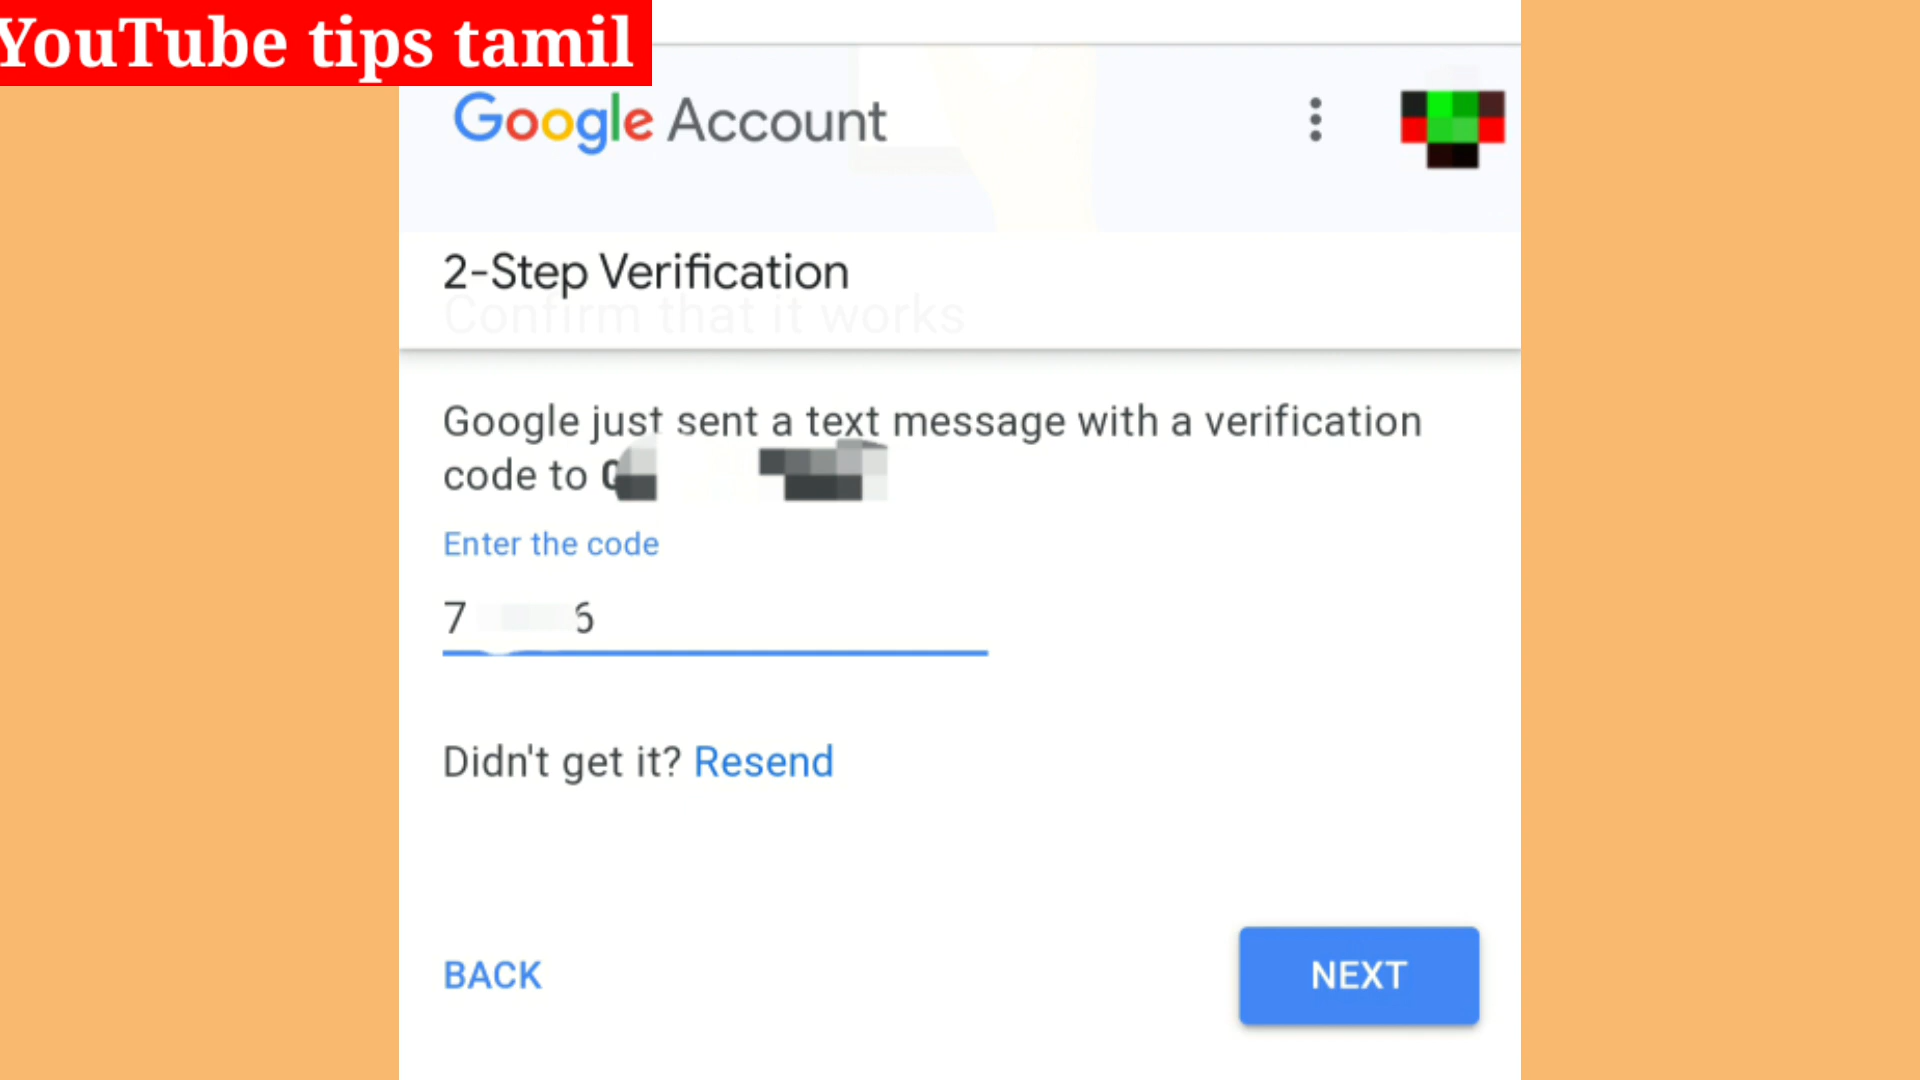 YouTube tips tamil
Google Account
2-Step Verification
Confirm that it works
Google just sent a text message with a verification
code to
Enter the code
7 6
Didn't get it? Resend
BACK
NEXT